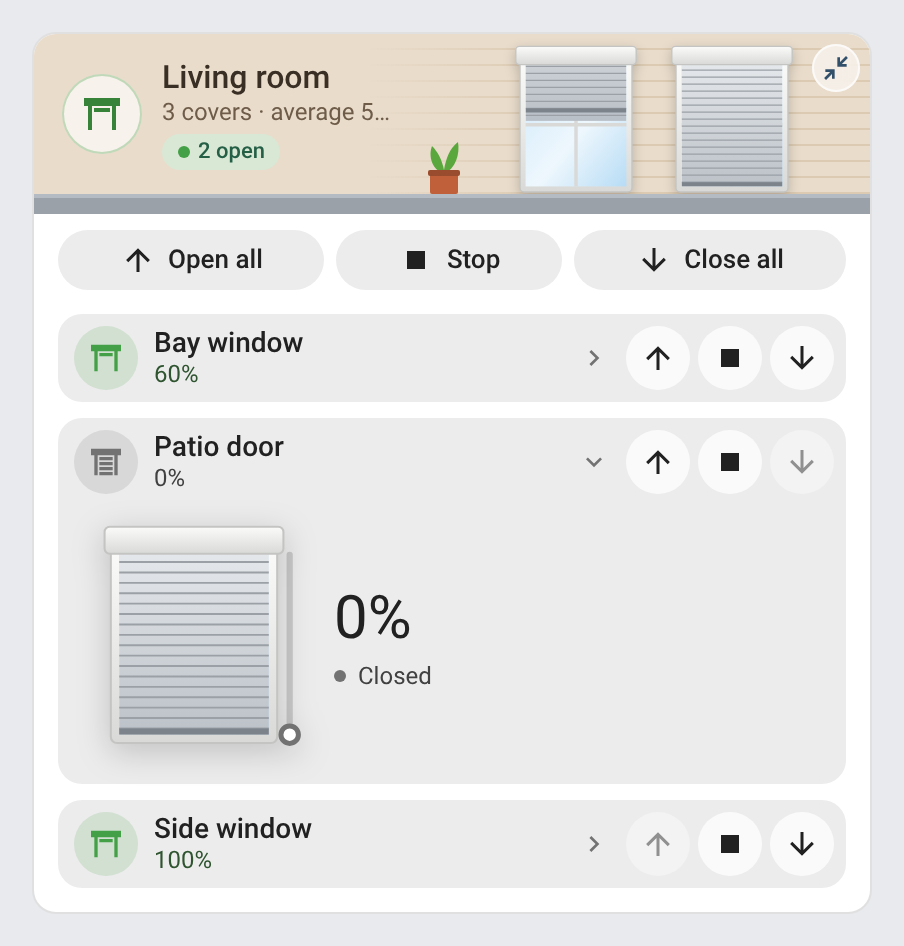 Living room
3 covers · average 5…
2 open
Open all
Stop
Close all
Bay window
60%
Patio door
0%
0%
Closed
Side window
100%